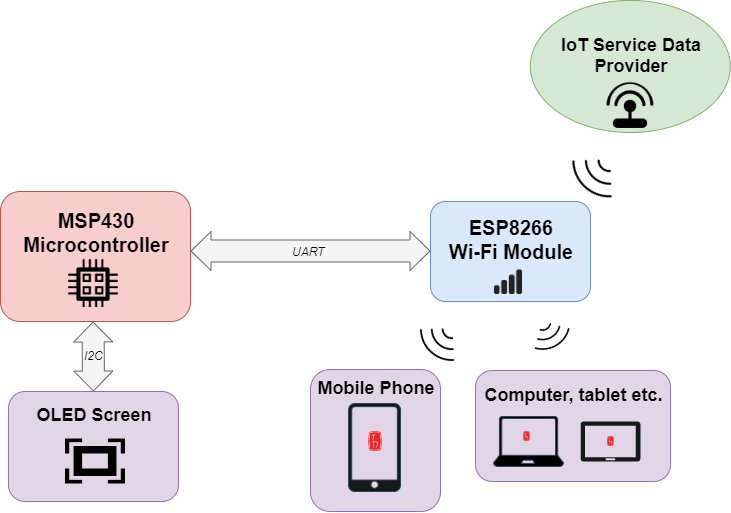 IoT Service Data
Provider
MSP430
Microcontroller
ESP8266
Wi-Fi Module
UART
I2C
OLED Screen
Mobile Phone
Computer, tablet etc.